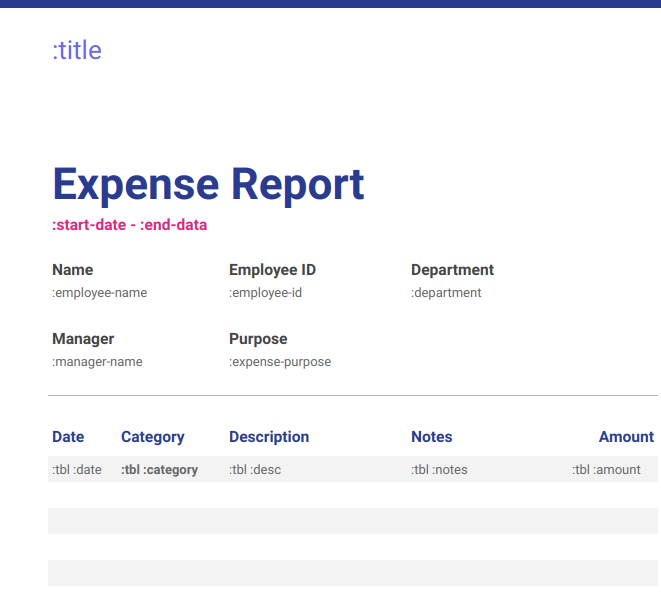 :title
Expense Report
:start-date - :end-data
Name Employee ID Department
:employee-name :employee-id :department
Manager Purpose
:manager-name :expense-purpose
Date Category Description Notes Amount
:tbl :date :tbl :category :tbl :desc :tbl :notes :tbl :amount